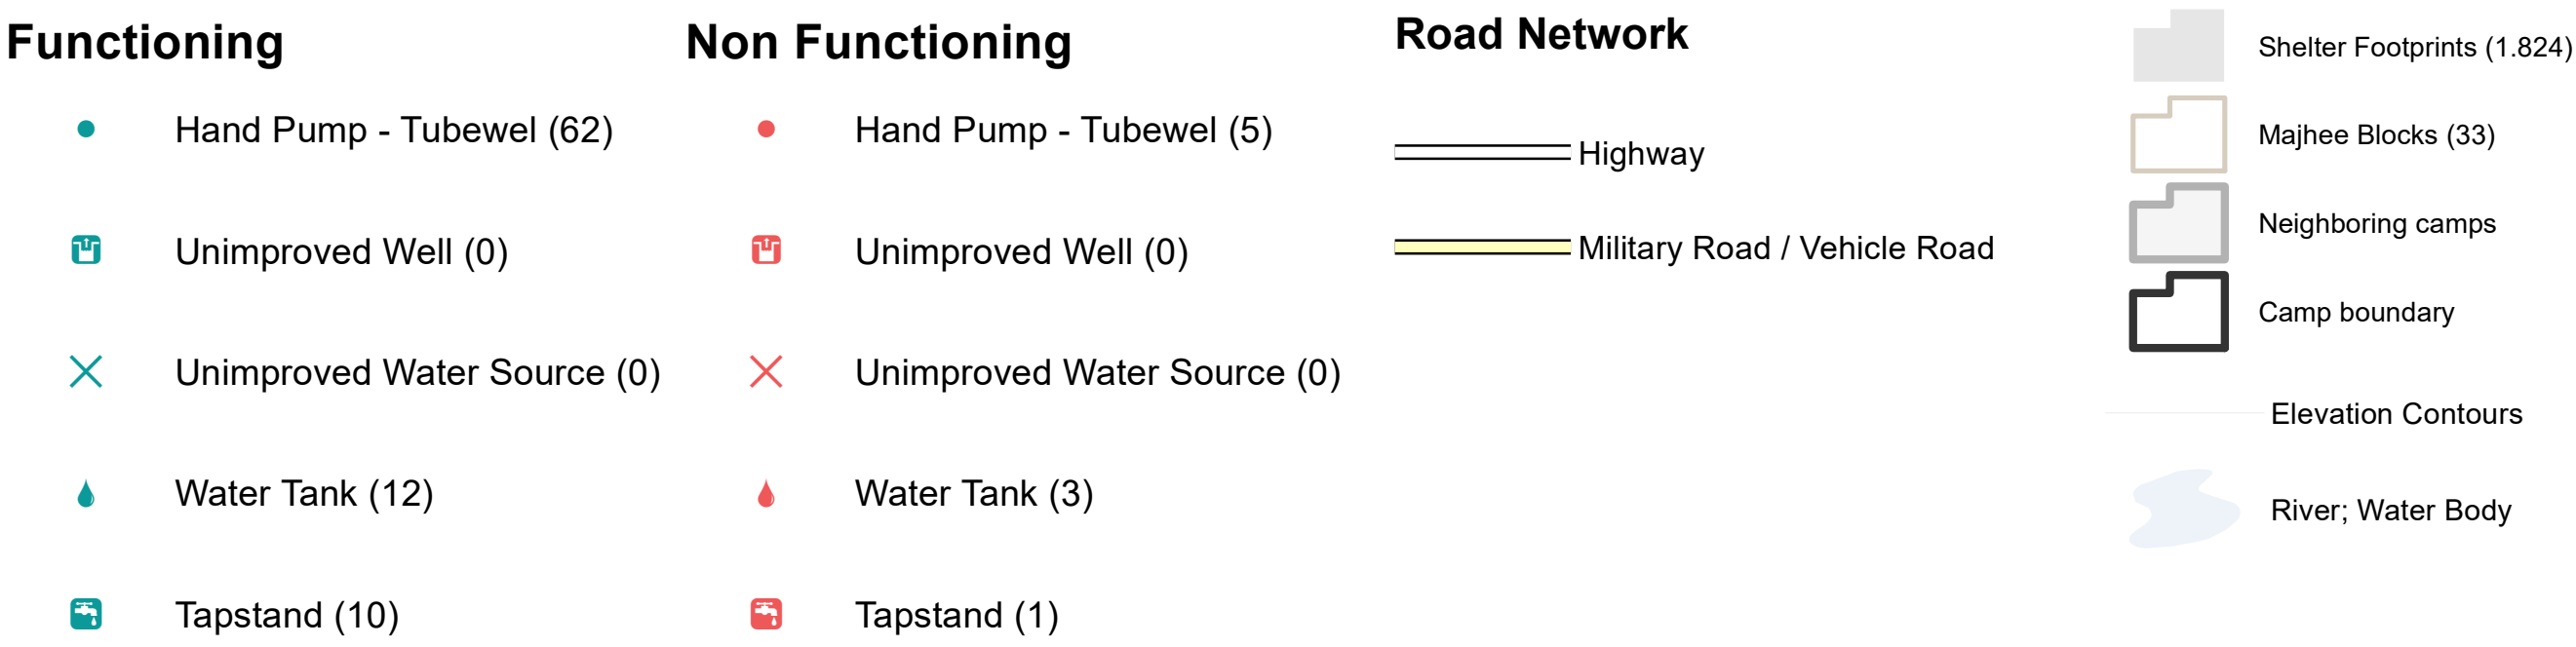 Functioning
Hand Pump - Tubewel (62)
Unimproved Well (0)
Unimproved Water Source (0)
Water Tank (12)
Tapstand (10)
Non Functioning
Hand Pump - Tubewel (5)
Unimproved Well (0)
Unimproved Water Source (0)
Water Tank (3)
Tapstand (1)
Road Network
Highway
Military Road / Vehicle Road
Shelter Footprints (1.824)
Majhee Blocks (33)
Neighboring camps
Camp boundary
Elevation Contours
River; Water Body